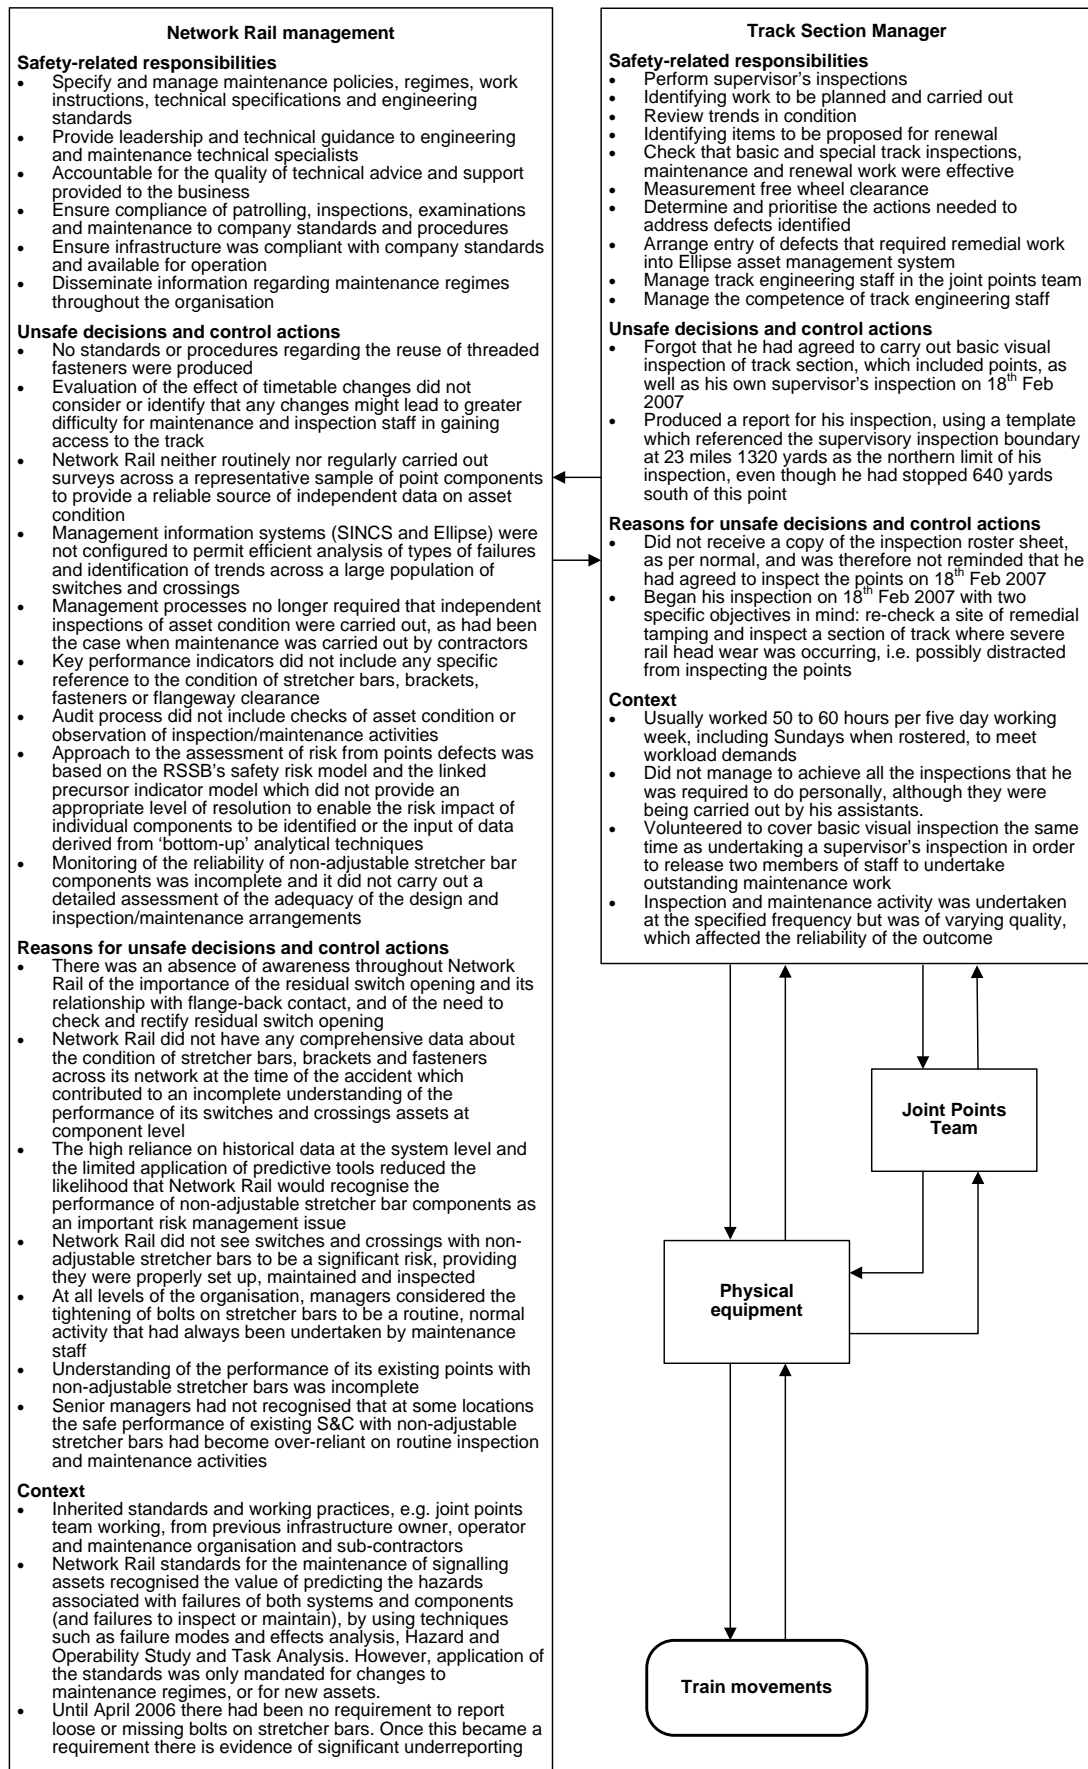 Network Rail management
Safety-related responsibilities
• Specify and manage maintenance policies, regimes, work
instructions, technical specifications and engineering
standards
• Provide leadership and technical guidance to engineering
and maintenance technical specialists
• Accountable for the quality of technical advice and support
provided to the business
• Ensure compliance of patrolling, inspections, examinations
and maintenance to company standards and procedures
• Ensure infrastructure was compliant with company standards
and available for operation
• Disseminate information regarding maintenance regimes
throughout the organisation
Unsafe decisions and control actions
• No standards or procedures regarding the reuse of threaded
fasteners were produced
• Evaluation of the effect of timetable changes did not
consider or identify that any changes might lead to greater
difficulty for maintenance and inspection staff in gaining
access to the track
• Network Rail neither routinely nor regularly carried out
surveys across a representative sample of point components
to provide a reliable source of independent data on asset
condition
• Management information systems (SINCS and Ellipse) were
not configured to permit efficient analysis of types of failures
and identification of trends across a large population of
switches and crossings
• Management processes no longer required that independent
inspections of asset condition were carried out, as had been
the case when maintenance was carried out by contractors
• Key performance indicators did not include any specific
reference to the condition of stretcher bars, brackets,
fasteners or flangeway clearance
• Audit process did not include checks of asset condition or
observation of inspection/maintenance activities
• Approach to the assessment of risk from points defects was
based on the RSSB's safety risk model and the linked
precursor indicator model which did not provide an
appropriate level of resolution to enable the risk impact of
individual components to be identified or the input of data
derived from 'bottom-up' analytical techniques
• Monitoring of the reliability of non-adjustable stretcher bar
components was incomplete and it did not carry out a
detailed assessment of the adequacy of the design and
inspection/maintenance arrangements
Reasons for unsafe decisions and control actions
• There was an absence of awareness throughout Network
Rail of the importance of the residual switch opening and its
relationship with flange-back contact, and of the need to
check and rectify residual switch opening
• Network Rail did not have any comprehensive data about
the condition of stretcher bars, brackets and fasteners
across its network at the time of the accident which
contributed to an incomplete understanding of the
performance of its switches and crossings assets at
component level
• The high reliance on historical data at the system level and
the limited application of predictive tools reduced the
likelihood that Network Rail would recognise the
performance of non-adjustable stretcher bar components as
an important risk management issue
• Network Rail did not see switches and crossings with non-
adjustable stretcher bars to be a significant risk, providing
they were properly set up, maintained and inspected
• At all levels of the organisation, managers considered the
tightening of bolts on stretcher bars to be a routine, normal
activity that had always been undertaken by maintenance
staff
• Understanding of the performance of its existing points with
non-adjustable stretcher bars was incomplete
• Senior managers had not recognised that at some locations
the safe performance of existing S&C with non-adjustable
stretcher bars had become over-reliant on routine inspection
and maintenance activities
Context
• Inherited standards and working practices, e.g. joint points
team working, from previous infrastructure owner, operator
and maintenance organisation and sub-contractors
• Network Rail standards for the maintenance of signalling
assets recognised the value of predicting the hazards
associated with failures of both systems and components
(and failures to inspect or maintain), by using techniques
such as failure modes and effects analysis, Hazard and
Operability Study and Task Analysis. However, application of
the standards was only mandated for changes to
maintenance regimes, or for new assets.
• Until April 2006 there had been no requirement to report
loose or missing bolts on stretcher bars. Once this became a
requirement there is evidence of significant underreporting
Track Section Manager
Safety-related responsibilities
• Perform supervisor's inspections
• Identifying work to be planned and carried out
• Review trends in condition
• Identifying items to be proposed for renewal
• Check that basic and special track inspections,
maintenance and renewal work were effective
• Measurement free wheel clearance
• Determine and prioritise the actions needed to
address defects identified
• Arrange entry of defects that required remedial work
into Ellipse asset management system
• Manage track engineering staff in the joint points team
• Manage the competence of track engineering staff
Unsafe decisions and control actions
• Forgot that he had agreed to carry out basic visual
inspection of track section, which included points, as
well as his own supervisor's inspection on 18th Feb
2007
• Produced a report for his inspection, using a template
which referenced the supervisory inspection boundary
at 23 miles 1320 yards as the northern limit of his
inspection, even though he had stopped 640 yards
south of this point
Reasons for unsafe decisions and control actions
• Did not receive a copy of the inspection roster sheet,
as per normal, and was therefore not reminded that he
had agreed to inspect the points on 18th Feb 2007
• Began his inspection on 18th Feb 2007 with two
specific objectives in mind: re-check a site of remedial
tamping and inspect a section of track where severe
rail head wear was occurring, i.e. possibly distracted
from inspecting the points
Context
• Usually worked 50 to 60 hours per five day working
week, including Sundays when rostered, to meet
workload demands
• Did not manage to achieve all the inspections that he
was required to do personally, although they were
being carried out by his assistants.
• Volunteered to cover basic visual inspection the same
time as undertaking a supervisor's inspection in order
to release two members of staff to undertake
outstanding maintenance work
• Inspection and maintenance activity was undertaken
at the specified frequency but was of varying quality,
which affected the reliability of the outcome
Joint Points
Team
Physical
equipment
Train movements